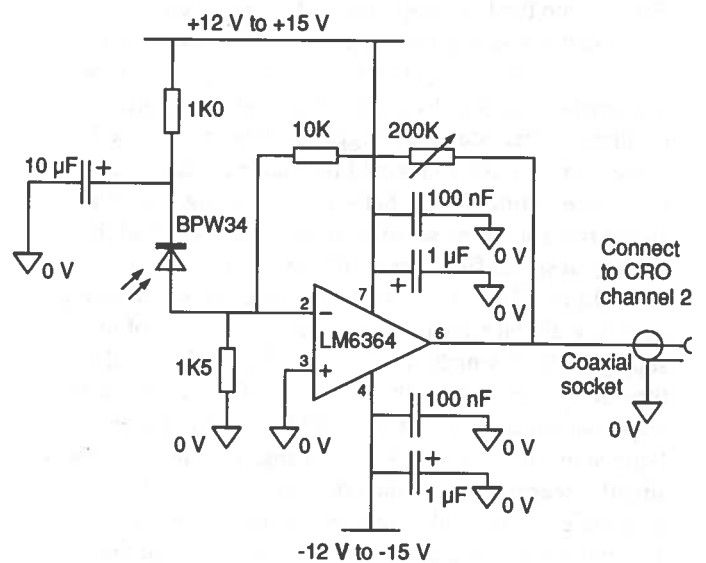 +12 V to +15 V
1K0
10K
200K
10 µF
+
100 nF
BPW34
0 V
0 V
1 µF
+
0 V
Connect
to CRO
channel 2
7
2
−
LM6364
6
3
+
4
1K5
Coaxial
socket
100 nF
0 V
0 V
0 V
0 V
+
1 µF
0 V
-12 V to -15 V